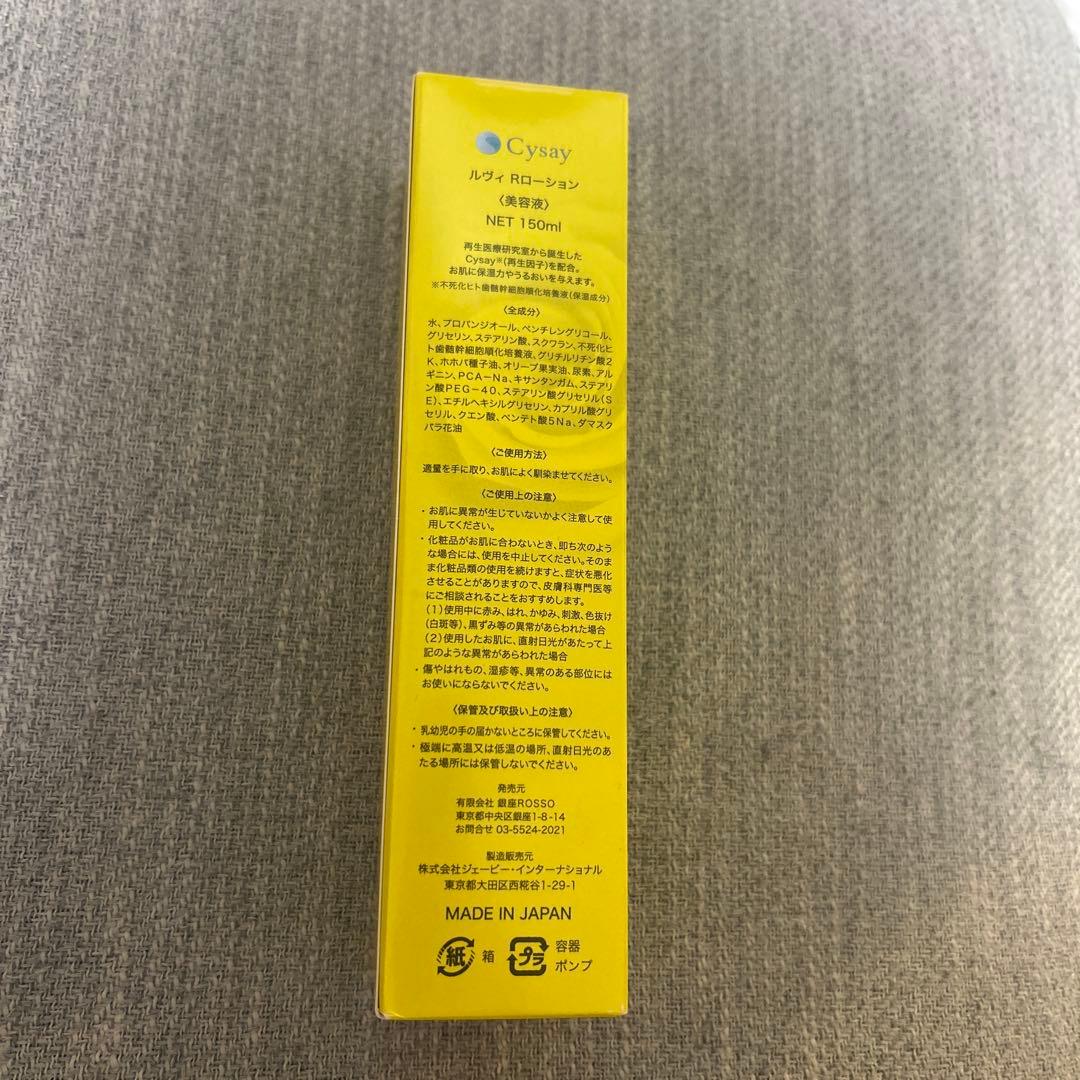 Cysay
ルヴィ Rローション
〈美容液〉
NET 150ml
再生医療研究室から誕生した
Cysay※(再生因子)を配合。
お肌に保湿力やうるおいを与えます。
※不死化ヒト歯髄幹細胞順化培養液(保湿成分)
〈全成分〉
水、プロパンジオール、ペンチレングリコール、
グリセリン、ステアリン酸、スクワラン、不死化ヒ
ト歯髄幹細胞順化培養液、グリチルリチン酸2
K、ホホバ種子油、オリーブ果実油、尿素、アル
ギニン、PCA-Na、キサンタンガム、ステアリ
ン酸PEG-40、ステアリン酸グリセリル(S
E)、エチルヘキシルグリセリン、カプリル酸グリ
セリル、クエン酸、ペンテト酸5Na、ダマスク
バラ花油
〈ご使用方法〉
適量を手に取り、お肌によく馴染ませてください。
〈ご使用上の注意〉
・お肌に異常が生じていないかよく注意して使
用してください。
・化粧品がお肌に合わないとき、即ち次のよう
な場合には、使用を中止してください。そのま
ま化粧品類の使用を続けますと、症状を悪化
させることがありますので、皮膚科専門医等
にご相談されることをおすすめします。
(1)使用中に赤み、はれ、かゆみ、刺激、色抜け
(白斑等)、黒ずみ等の異常があらわれた場合
(2)使用したお肌に、直射日光があたって上
記のような異常があらわれた場合
・傷やはれもの、湿疹等、異常のある部位には
お使いにならないでください。
〈保管及び取扱い上の注意〉
・乳幼児の手の届かないところに保管してください。
・極端に高温又は低温の場所、直射日光のあ
たる場所には保管しないでください。
発売元
有限会社 銀座ROSSO
東京都中央区銀座1-8-14
お問合せ 03-5524-2021
製造販売元
株式会社ジェービー・インターナショナル
東京都大田区西糀谷1-29-1
MADE IN JAPAN
紙 箱
プラ 容器
ポンプ